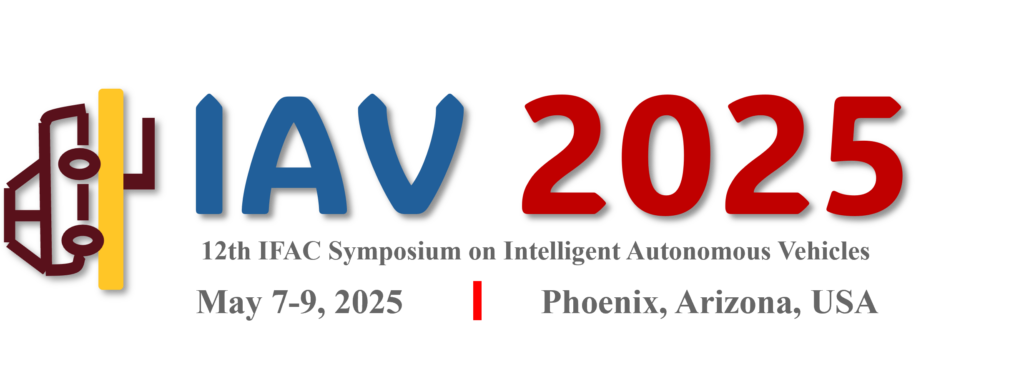 IAV 2025
12th IFAC Symposium on Intelligent Autonomous Vehicles
May 7-9, 2025 | Phoenix, Arizona, USA